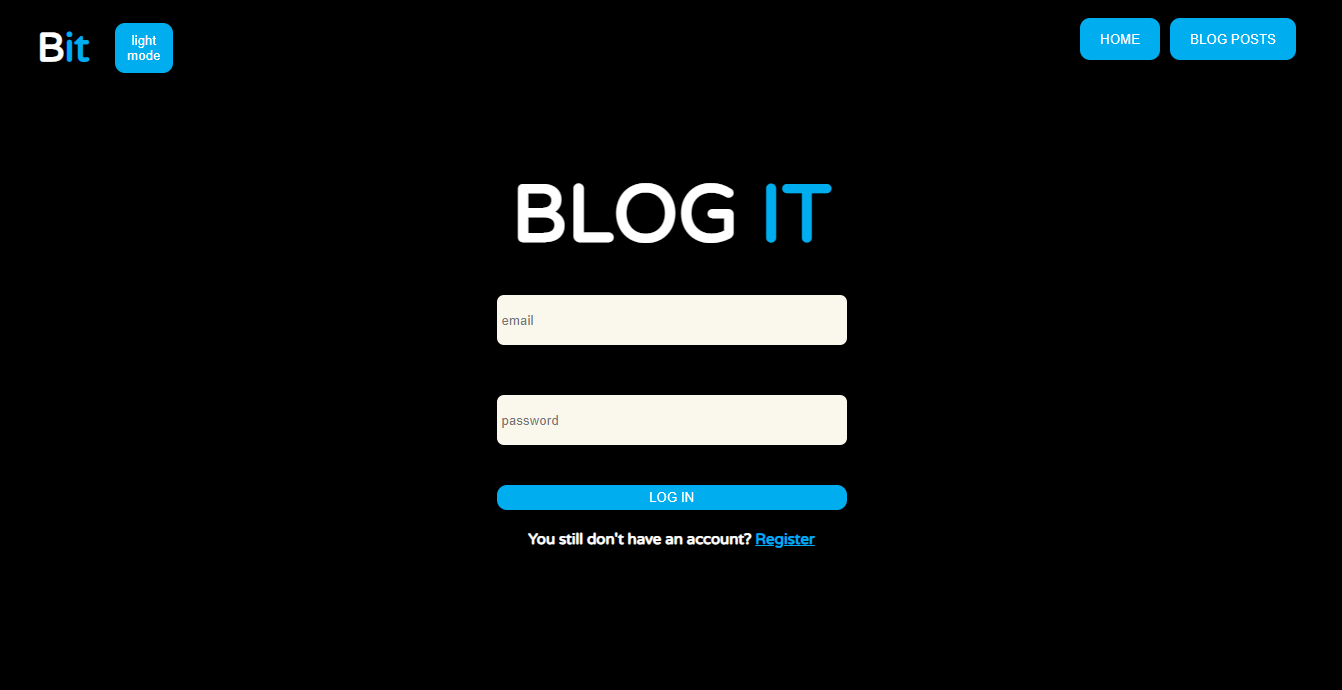 Bit
light
mode
HOME
BLOG POSTS
BLOG IT
email
password
LOG IN
You still don't have an account? Register